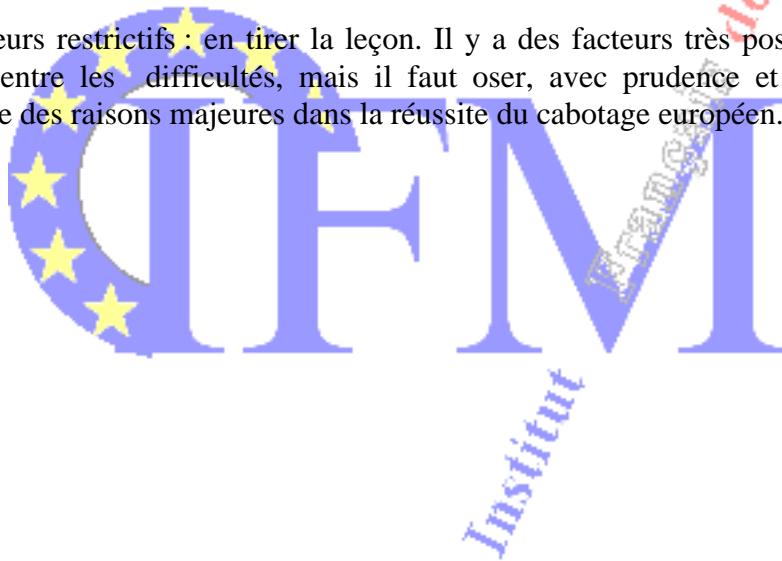 eurs restrictifs : en tirer la leçon. Il y a des facteurs très pos
entre les difficultés, mais il faut oser, avec prudence et
e des raisons majeures dans la réussite du cabotage européen.
IFM
Français
Institut